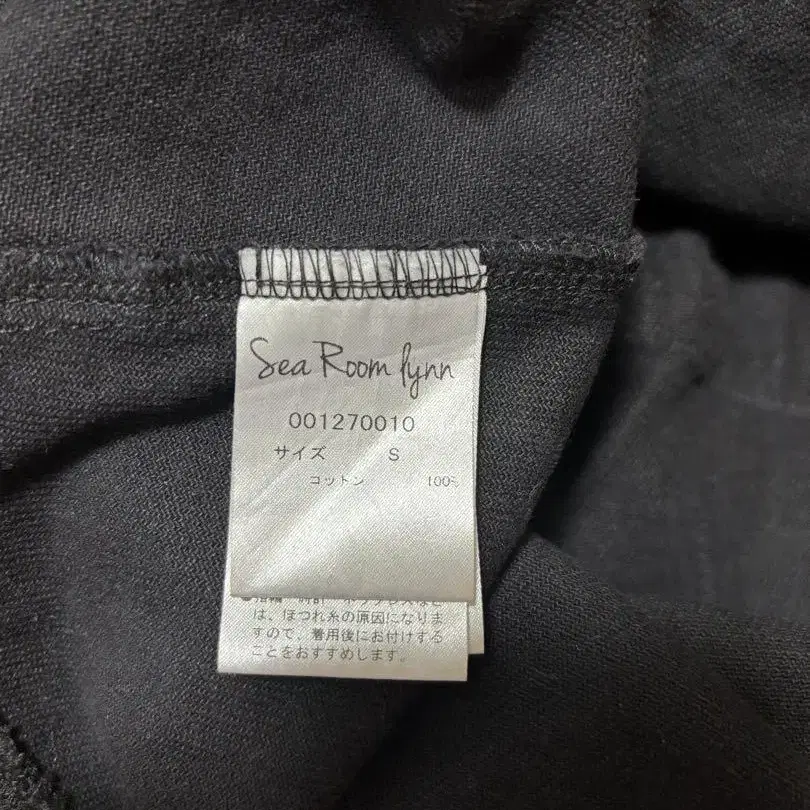 Sea Room lynn
001270010
サイズ S
コットン 100%
は、ほつれ糸の原因になりま
すので、着用後にお付けする
ことをおすすめします。